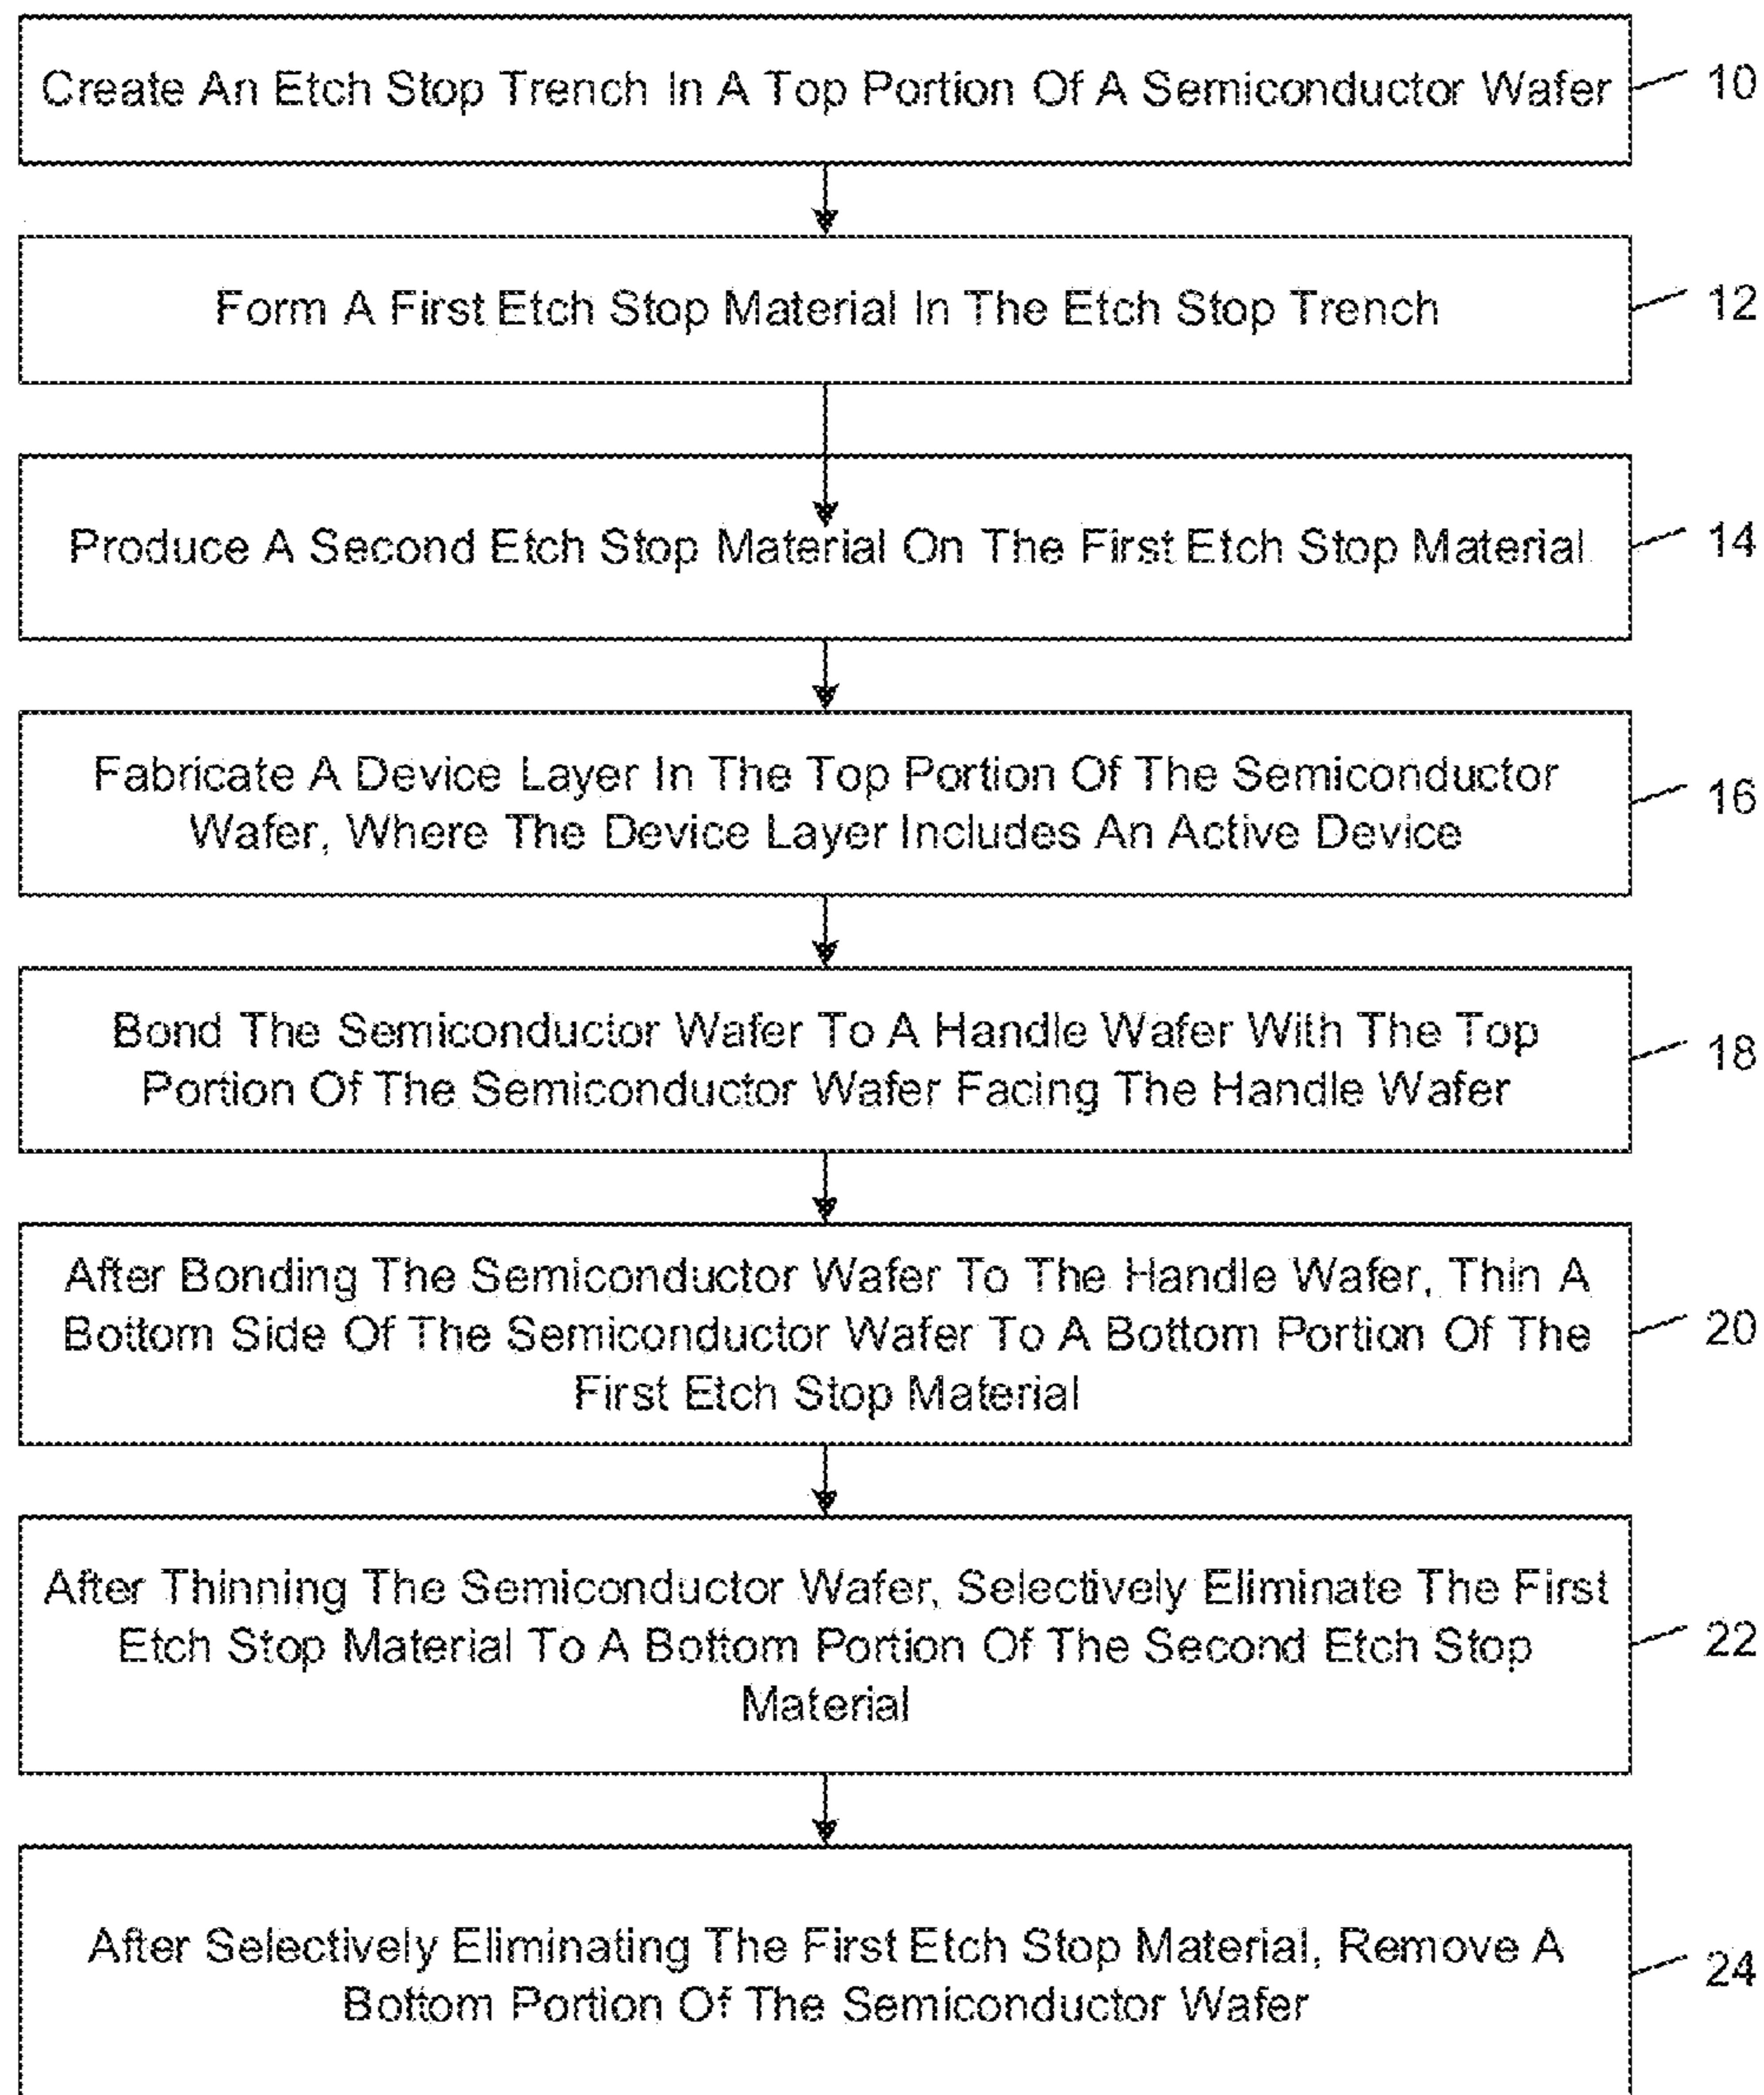 Create An Etch Stop Trench In A Top Portion Of A Semiconductor Wafer
10
Form A First Etch Stop Material In The Etch Stop Trench
12
Produce A Second Etch Stop Material On The First Etch Stop Material
14
Fabricate A Device Layer In The Top Portion Of The Semiconductor
Wafer, Where The Device Layer Includes An Active Device
16
Bond The Semiconductor Wafer To A Handle Wafer With The Top
Portion Of The Semiconductor Wafer Facing The Handle Wafer
18
After Bonding The Semiconductor Wafer To The Handle Wafer, Thin A
Bottom Side Of The Semiconductor Wafer To A Bottom Portion Of The
First Etch Stop Material
20
After Thinning The Semiconductor Wafer, Selectively Eliminate The First
Etch Stop Material To A Bottom Portion Of The Second Etch Stop
Material
22
After Selectively Eliminating The First Etch Stop Material, Remove A
Bottom Portion Of The Semiconductor Wafer
24